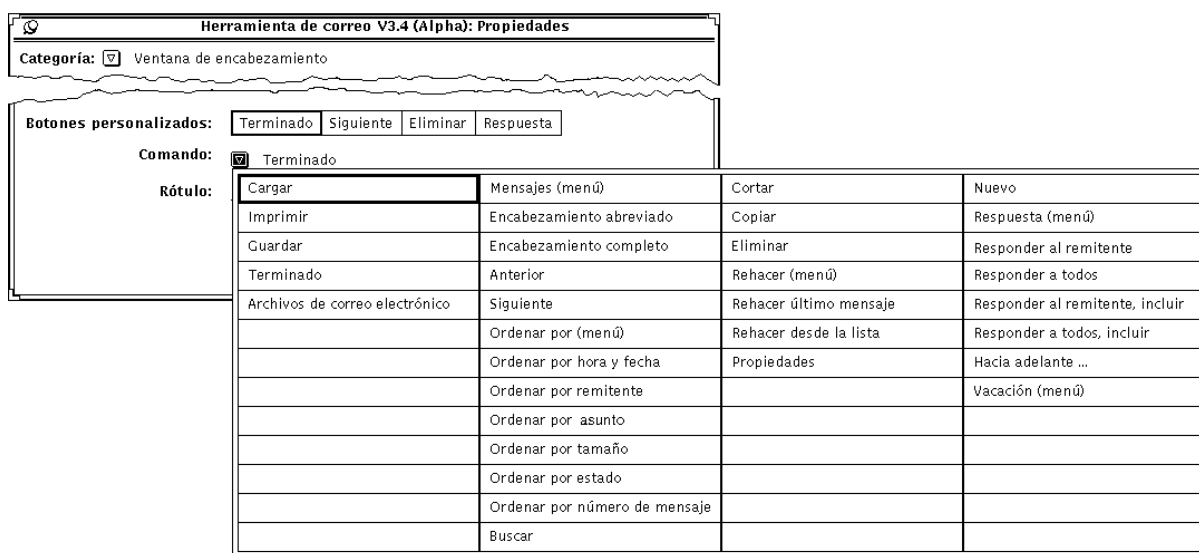 Herramienta de correo V3.4 (Alpha): Propiedades
Categoría: Ventana de encabezamiento
Botones personalizados: Terminado Siguiente Eliminar Respuesta
Comando: Terminado
Rótulo:
Cargar Mensajes (menú) Cortar Nuevo
Imprimir Encabezamiento abreviado Copiar Respuesta (menú)
Guardar Encabezamiento completo Eliminar Responder al remitente
Terminado Anterior Rehacer (menú) Responder a todos
Archivos de correo electrónico Siguiente Rehacer último mensaje Responder al remitente, incluir
Ordenar por (menú) Rehacer desde la lista Responder a todos, incluir
Ordenar por hora y fecha Propiedades Hacia adelante ...
Ordenar por remitente Vacación (menú)
Ordenar por asunto
Ordenar por tamaño
Ordenar por estado
Ordenar por número de mensaje
Buscar